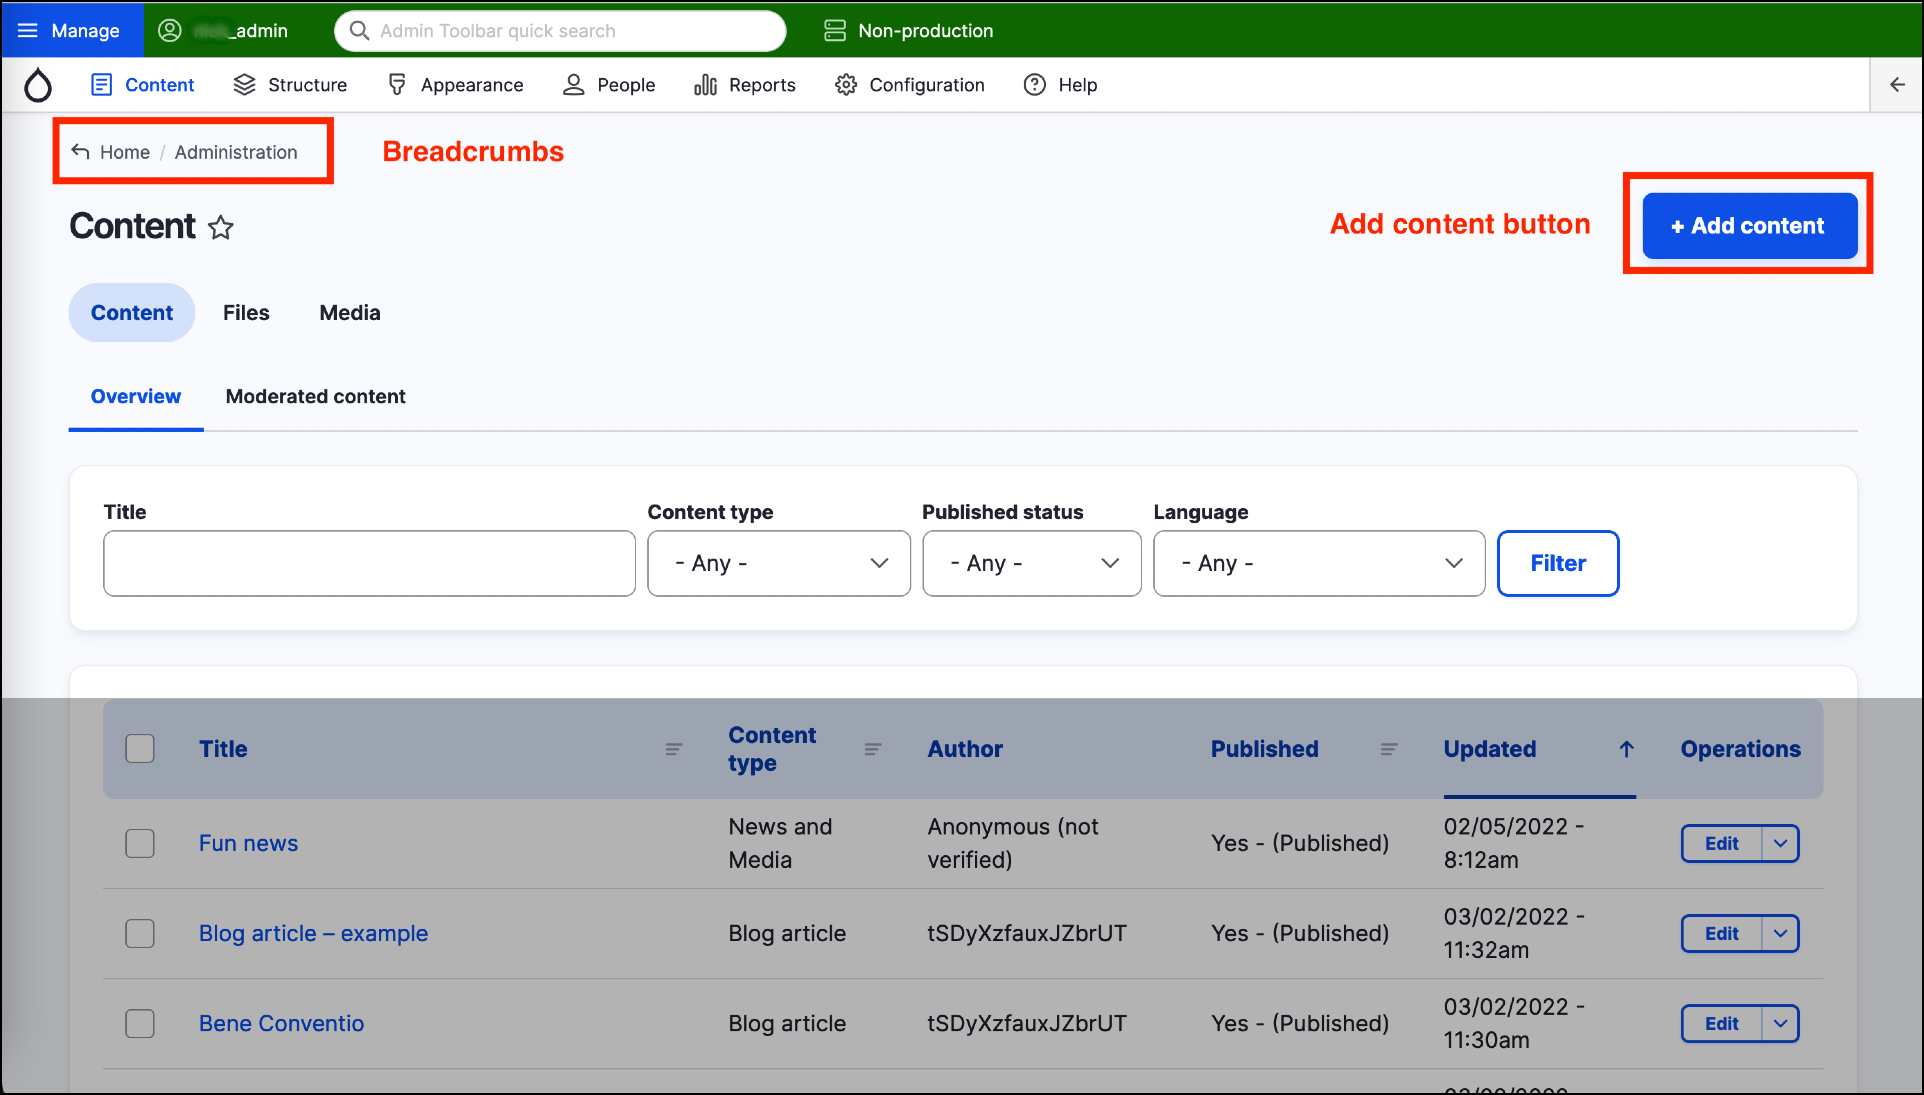 Manage _admin Admin Toolbar quick search Non-production
Content Structure Appearance People Reports Configuration Help
Home / Administration Breadcrumbs
Content Add content button + Add content
Content Files Media
Overview Moderated content
Title Content type Published status Language
- Any - - Any - - Any - Filter
Title Content type Author Published Updated Operations
Fun news News and Media Anonymous (not verified) Yes - (Published) 02/05/2022 - 8:12am Edit
Blog article – example Blog article tSDyXzfauxJZbrUT Yes - (Published) 03/02/2022 - 11:32am Edit
Bene Conventio Blog article tSDyXzfauxJZbrUT Yes - (Published) 03/02/2022 - 11:30am Edit